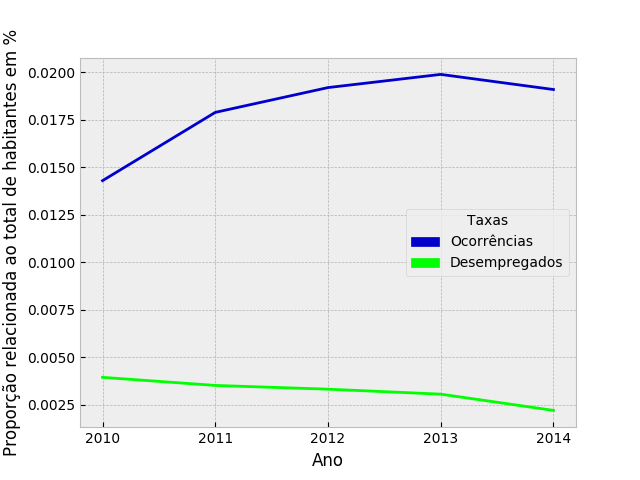 Proporção relacionada ao total de habitantes em %
0.0200
0.0175
0.0150
0.0125
0.0100
0.0075
0.0050
0.0025
Taxas
Ocorrências
Desempregados
2010 2011 2012 2013 2014
Ano